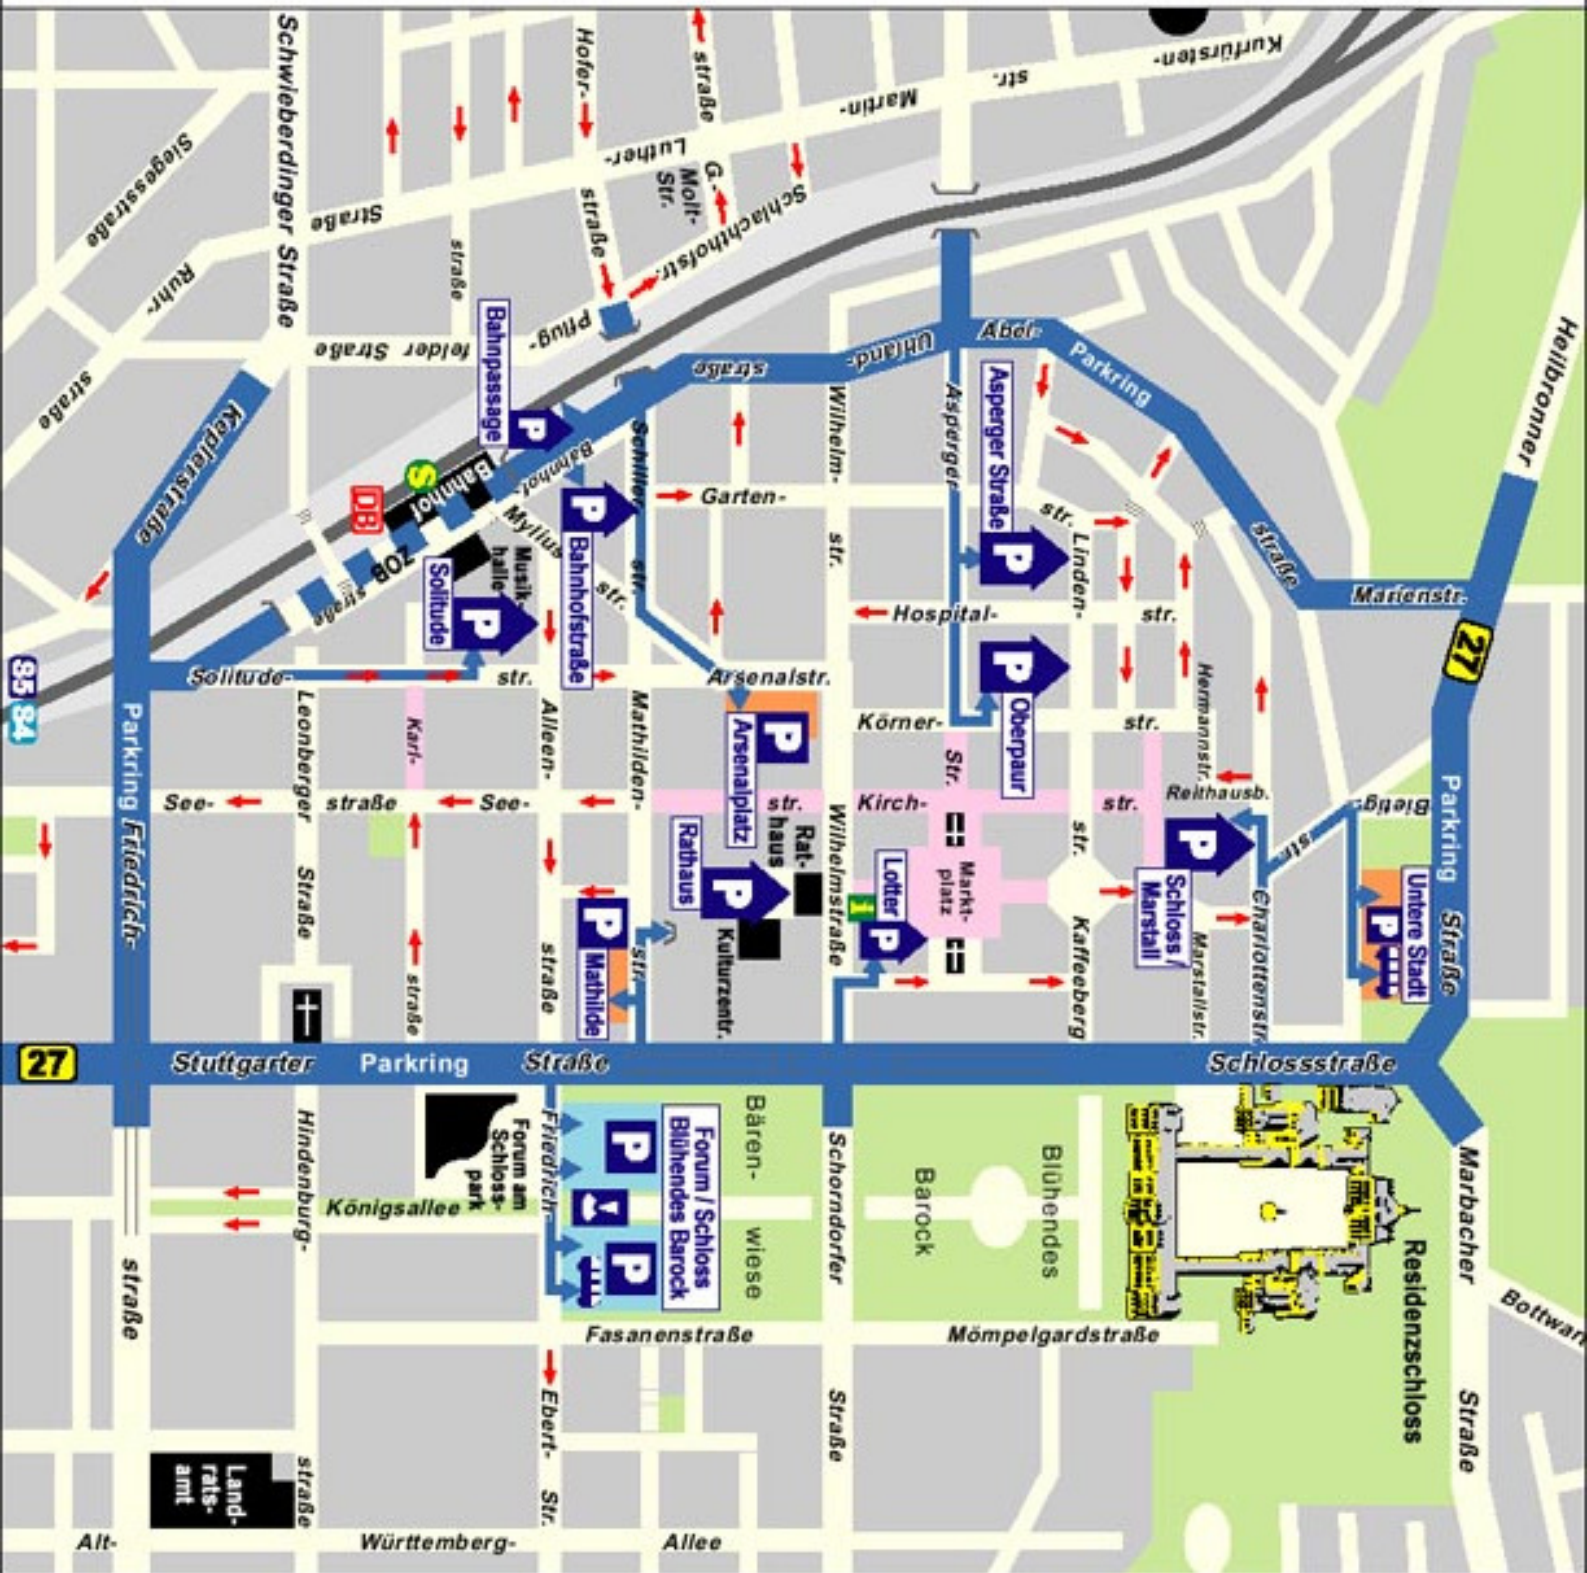 Schwieberdinger Straße
Hofer-
straße
straße
G.-
Molt-
Str.
Schlachthofstr.
Kurfürsten-
str.
Martin-
Luther-
Straße
Siegesstraße
Ruhr-
straße
straße
Pflug-
felder Straße
Keplerstraße
Bahnpassage
P
Bahnhof
S
DB
ZOB
Bahnhof-
straße
Mylius-
str.
Musik-
halle
Solitude
P
Bahnhofstraße
P
Schiller-
str.
straße
Uhland-
Abel-
Parkring
straße
Marienstr.
Heilbronner
27
Asperger
Str.
Asperger Straße
P
Garten-
str.
Wilhelm-
str.
Linden-
str.
Hospital-
str.
Oberpaur
P
Hermannstr.
Arsenalstr.
Solitude-
str.
Körner-
str.
85
84
Parkring
Friedrich-
straße
Leonberger
Straße
Karl-
straße
Alleen-
straße
Mathilden-
str.
Arsenalplatz
P
See-
straße
See-
str.
Kirch-
str.
Reithausb.
Bietig.
str.
Parkring
Straße
Rat-
haus
Rathaus
P
Kulturzentr.
Wilhelmstraße
i
Lotter
P
Markt-
platz
Kaffeeberg
Schloss /
Marstall
P
Marstallstr.
Charlottenstr.
Untere Stadt
P
Mathilde
P
27
Stuttgarter
Parkring
Straße
Schlossstraße
Hindenburg-
straße
Forum am
Schloss-
park
Königsallee
Friedrich-
Ebert-
Str.
P
P
Forum / Schloss
Blühendes Barock
Bären-
wiese
Schorndorfer
Straße
Blühendes
Barock
Residenzschloss
Marbacher
Straße
Bottwar
Fasanenstraße
Mömpelgardstraße
Land-
rats-
amt
Alt-
Württemberg-
Allee